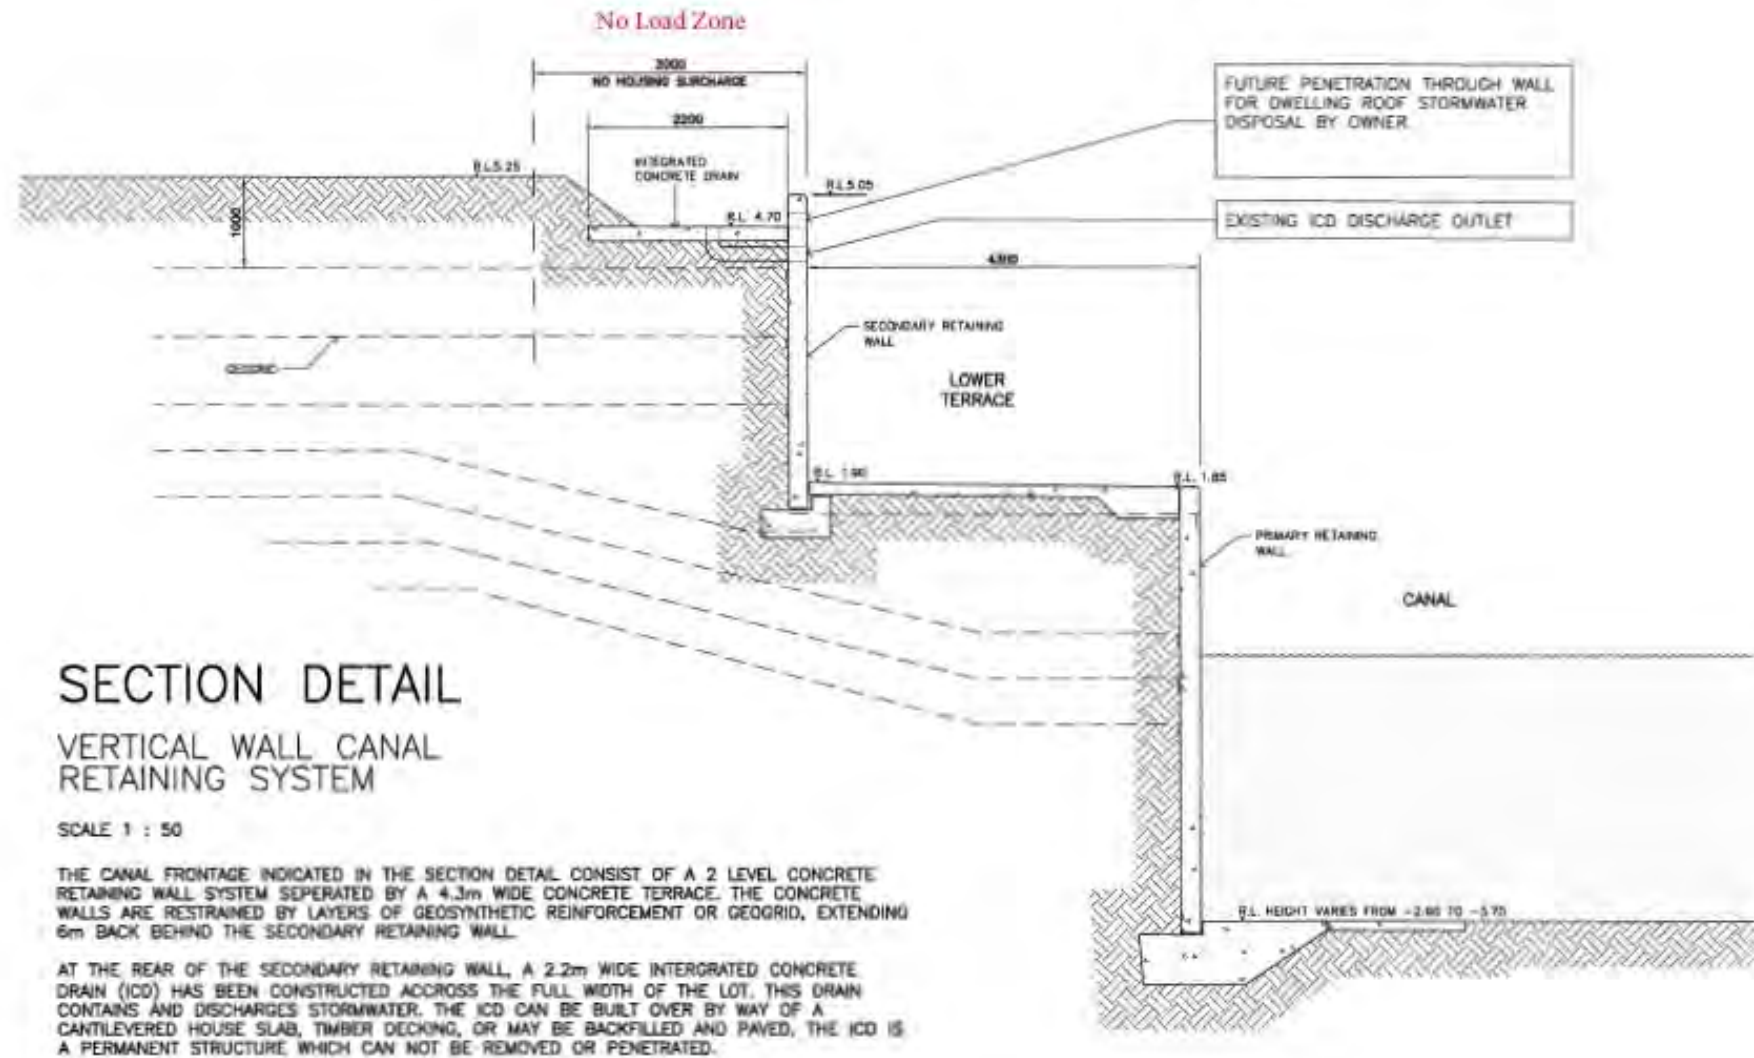 No Load Zone
3000
NO HOUSING SURCHARGE
2200
INTEGRATED
CONCRETE DRAIN
R.L.5.25
R.L.5.05
R.L. 4.70
1000
FUTURE PENETRATION THROUGH WALL
FOR DWELLING ROOF STORMWATER
DISPOSAL BY OWNER
EXISTING ICD DISCHARGE OUTLET
4300
GEOGRID
SECONDARY RETAINING
WALL
LOWER
TERRACE
R.L. 1.90
R.L. 1.85
PRIMARY RETAINING
WALL
CANAL
R.L. HEIGHT VARIES FROM
SECTION DETAIL
VERTICAL WALL CANAL
RETAINING SYSTEM
SCALE 1 : 50
THE CANAL FRONTAGE INDICATED IN THE SECTION DETAIL CONSIST OF A 2 LEVEL CONCRETE
RETAINING WALL SYSTEM SEPERATED BY A 4.3m WIDE CONCRETE TERRACE. THE CONCRETE
WALLS ARE RESTRAINED BY LAYERS OF GEOSYNTHETIC REINFORCEMENT OR GEOGRID, EXTENDING
6m BACK BEHIND THE SECONDARY RETAINING WALL
AT THE REAR OF THE SECONDARY RETAINING WALL, A 2.2m WIDE INTERGRATED CONCRETE
DRAIN (ICD) HAS BEEN CONSTRUCTED ACCROSS THE FULL WIDTH OF THE LOT. THIS DRAIN
CONTAINS AND DISCHARGES STORMWATER. THE ICD CAN BE BUILT OVER BY WAY OF A
CANTILEVERED HOUSE SLAB, TIMBER DECKING, OR MAY BE BACKFILLED AND PAVED, THE ICD IS
A PERMANENT STRUCTURE WHICH CAN NOT BE REMOVED OR PENETRATED.